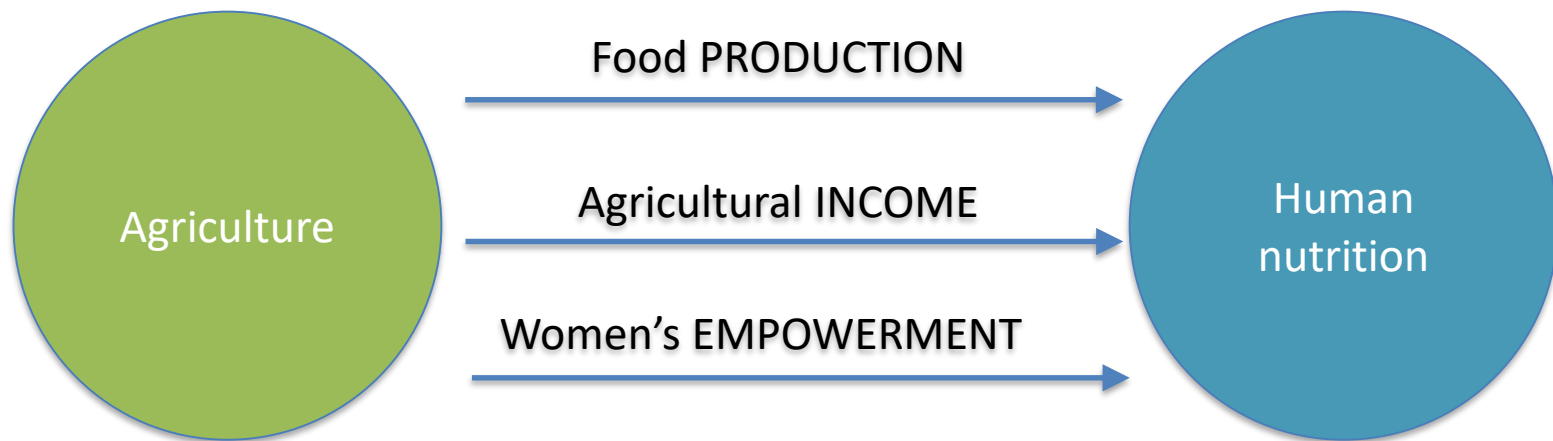 Food PRODUCTION
Agriculture
Agricultural INCOME
Human
nutrition
Women’s EMPOWERMENT